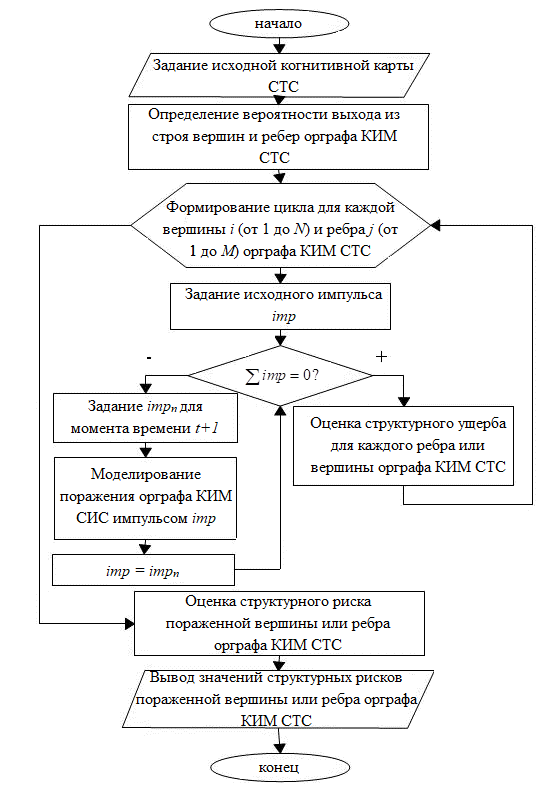 начало
Задание исходной когнитивной карты
СТС
Определение вероятности выхода из
строя вершин и ребер орграфа КИМ
СТС
Формирование цикла для каждой
вершины i (от 1 до N) и ребра j (от
1 до M) орграфа КИМ СТС
Задание исходного импульса
imp
-
+
∑ imp = 0 ?
Задание impn для
момента времени t+1
Оценка структурного ущерба
для каждого ребра или
вершины орграфа КИМ СТС
Моделирование
поражения орграфа КИМ
СИС импульсом imp
imp = impn
Оценка структурного риска
пораженной вершины или ребра
орграфа КИМ СТС
Вывод значений структурных рисков
пораженной вершины или ребра орграфа
КИМ СТС
конец